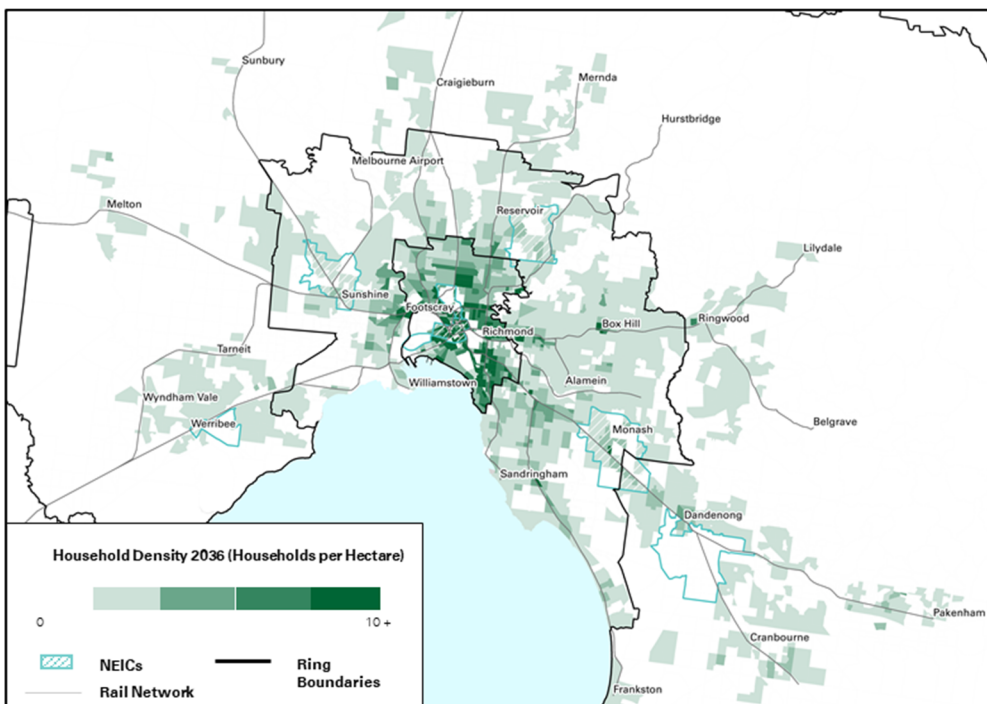 Sunbury
Craigieburn
Mernda
Hurstbridge
Melbourne Airport
Melton
Reservoir
Lilydale
Sunshine
Footscray
Richmond
Box Hill
Ringwood
Tarneit
Williamstown
Alamein
Wyndham Vale
Werribee
Monash
Belgrave
Sandringham
Dandenong
Household Density 2036 (Households per Hectare)
0
10 +
Pakenham
Cranbourne
NEICs
Ring
Boundaries
Rail Network
Frankston